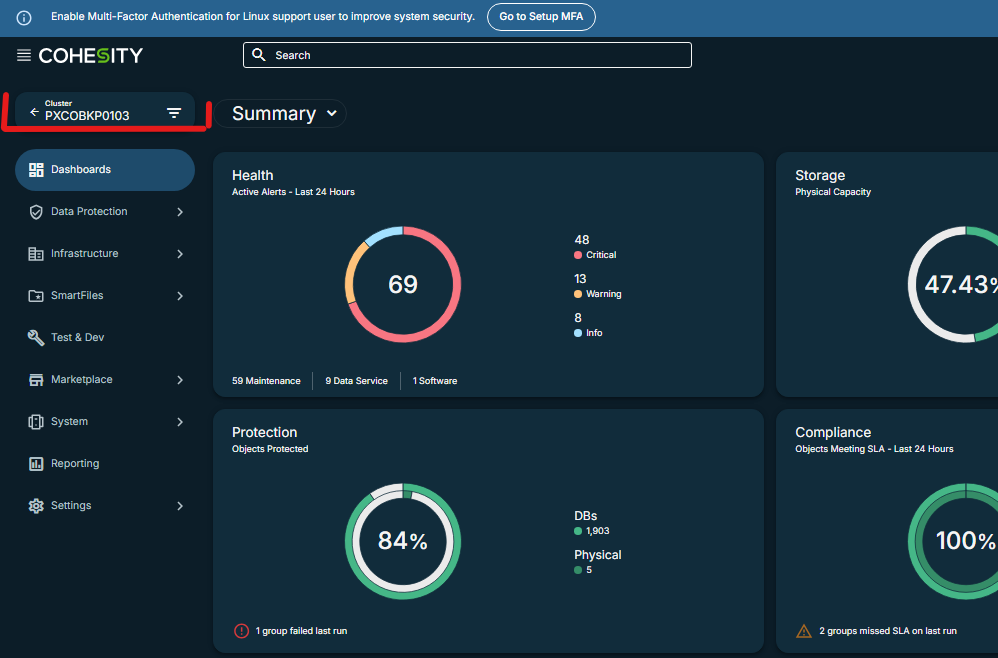 Enable Multi-Factor Authentication for Linux support user to improve system security.
Go to Setup MFA
COHESITY
Search
Cluster
PXCOBKP0103
Summary
Dashboards
Data Protection
Infrastructure
SmartFiles
Test & Dev
Marketplace
System
Reporting
Settings
Health
Active Alerts - Last 24 Hours
69
48
Critical
13
Warning
8
Info
59 Maintenance
9 Data Service
1 Software
Storage
Physical Capacity
47.43%
Protection
Objects Protected
84%
DBs
1,903
Physical
5
1 group failed last run
Compliance
Objects Meeting SLA - Last 24 Hours
100%
2 groups missed SLA on last run